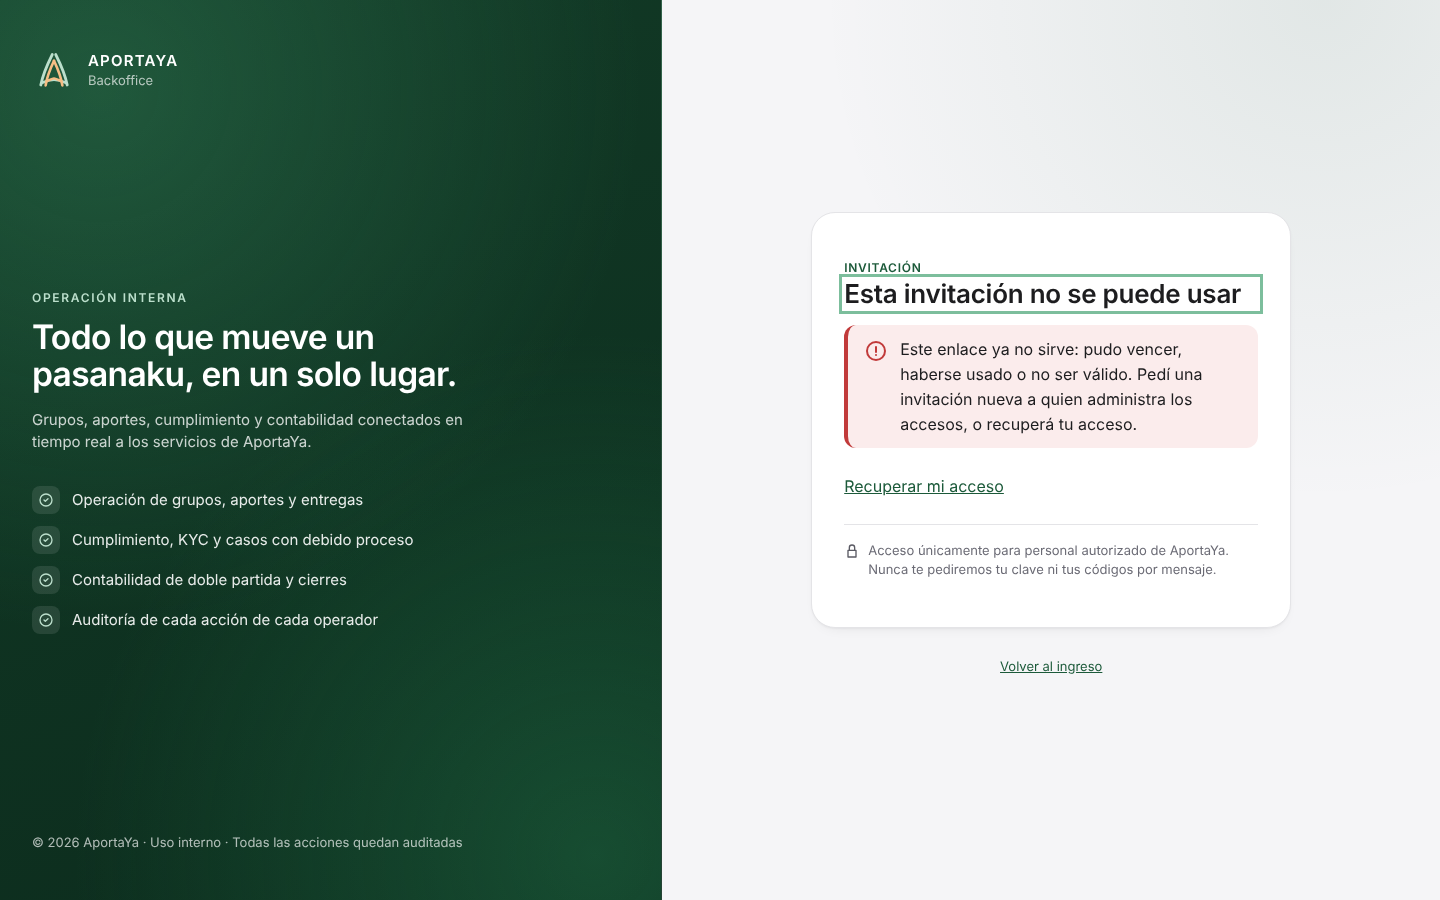 APORTAYA
Backoffice
OPERACIÓN INTERNA
Todo lo que mueve un
pasanaku, en un solo lugar.
Grupos, aportes, cumplimiento y contabilidad conectados en
tiempo real a los servicios de AportaYa.
Operación de grupos, aportes y entregas
Cumplimiento, KYC y casos con debido proceso
Contabilidad de doble partida y cierres
Auditoría de cada acción de cada operador
© 2026 AportaYa · Uso interno · Todas las acciones quedan auditadas
INVITACIÓN
Esta invitación no se puede usar
Este enlace ya no sirve: pudo vencer,
haberse usado o no ser válido. Pedí una
invitación nueva a quien administra los
accesos, o recuperá tu acceso.
Recuperar mi acceso
Acceso únicamente para personal autorizado de AportaYa.
Nunca te pediremos tu clave ni tus códigos por mensaje.
Volver al ingreso